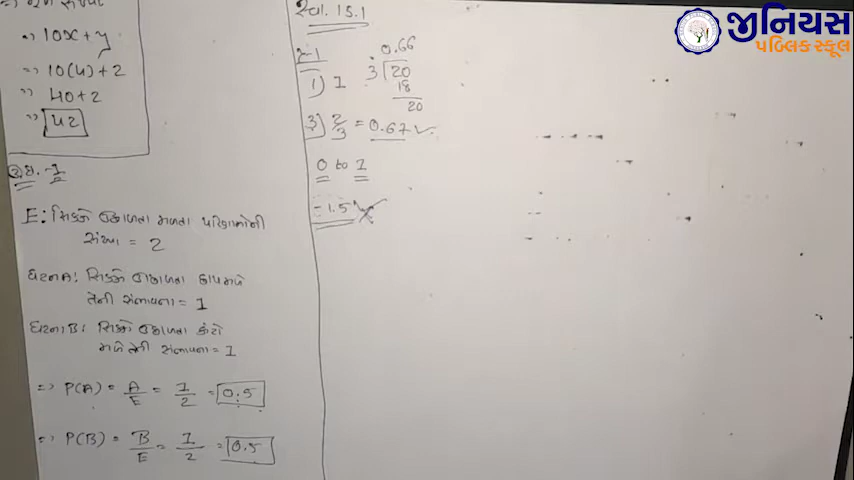 10x+y
=> 10(4)+2
40+2
42
ઉદા. -1
E: સિક્કો ઉછાળતા મળતા પરિણામોની
સંખ્યા = 2
ઘટના A: સિક્કો ઉછાળતા છાપ મળે
તેની સંભાવના = 1
ઘટના B: સિક્કો ઉછાળતા કાંટો
મળે તેની સંભાવના = 1
=> P(A) = A/E = 1/2 = 0.5
=> P(B) = B/E = 1/2 = 0.5
સ્વા. 15.1
1) 1
0.66
3 20
18
20
3) 2/3 = 0.67 ✓
0 to 1
-1.5 ✗
જીનિયસ
પબ્લિક સ્કૂલ